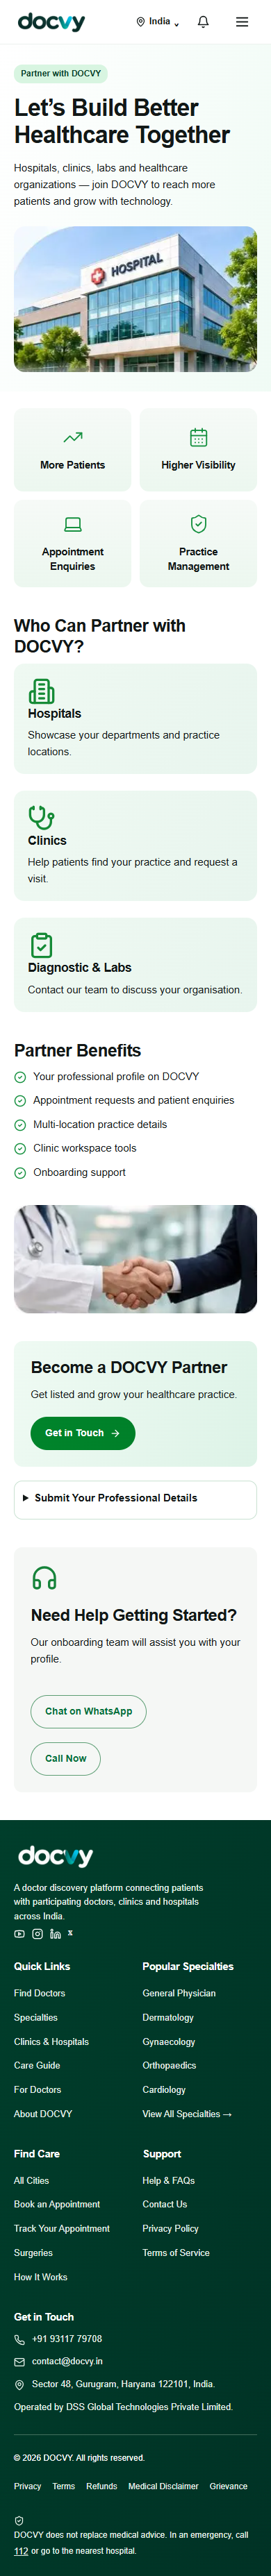 docvy
India
Partner with DOCVY
Let's Build Better
Healthcare Together
Hospitals, clinics, labs and healthcare
organizations — join DOCVY to reach more
patients and grow with technology.
HOSPITAL
More Patients
Higher Visibility
Appointment
Enquiries
Practice
Management
Who Can Partner with
DOCVY?
Hospitals
Showcase your departments and practice
locations.
Clinics
Help patients find your practice and request a
visit.
Diagnostic & Labs
Contact our team to discuss your organisation.
Partner Benefits
Your professional profile on DOCVY
Appointment requests and patient enquiries
Multi-location practice details
Clinic workspace tools
Onboarding support
Become a DOCVY Partner
Get listed and grow your healthcare practice.
Get in Touch →
Submit Your Professional Details
Need Help Getting Started?
Our onboarding team will assist you with your
profile.
Chat on WhatsApp
Call Now
docvy
A doctor discovery platform connecting patients
with participating doctors, clinics and hospitals
across India.
Quick Links
Find Doctors
Specialties
Clinics & Hospitals
Care Guide
For Doctors
About DOCVY
Popular Specialties
General Physician
Dermatology
Gynaecology
Orthopaedics
Cardiology
View All Specialties →
Find Care
All Cities
Book an Appointment
Track Your Appointment
Surgeries
How It Works
Support
Help & FAQs
Contact Us
Privacy Policy
Terms of Service
Get in Touch
+91 93117 79708
contact@docvy.in
Sector 48, Gurugram, Haryana 122101, India.
Operated by DSS Global Technologies Private Limited.
© 2026 DOCVY. All rights reserved.
Privacy Terms Refunds Medical Disclaimer Grievance
DOCVY does not replace medical advice. In an emergency, call
112 or go to the nearest hospital.